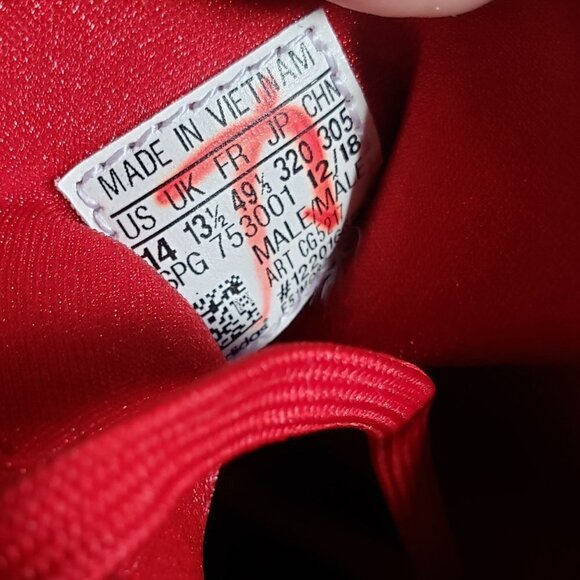 MADE IN VIETNAM
US UK FR JP CHN
14 13½ 49⅓ 320 305
SPG 753001 12/18
MALE/MALE
ART
adidas